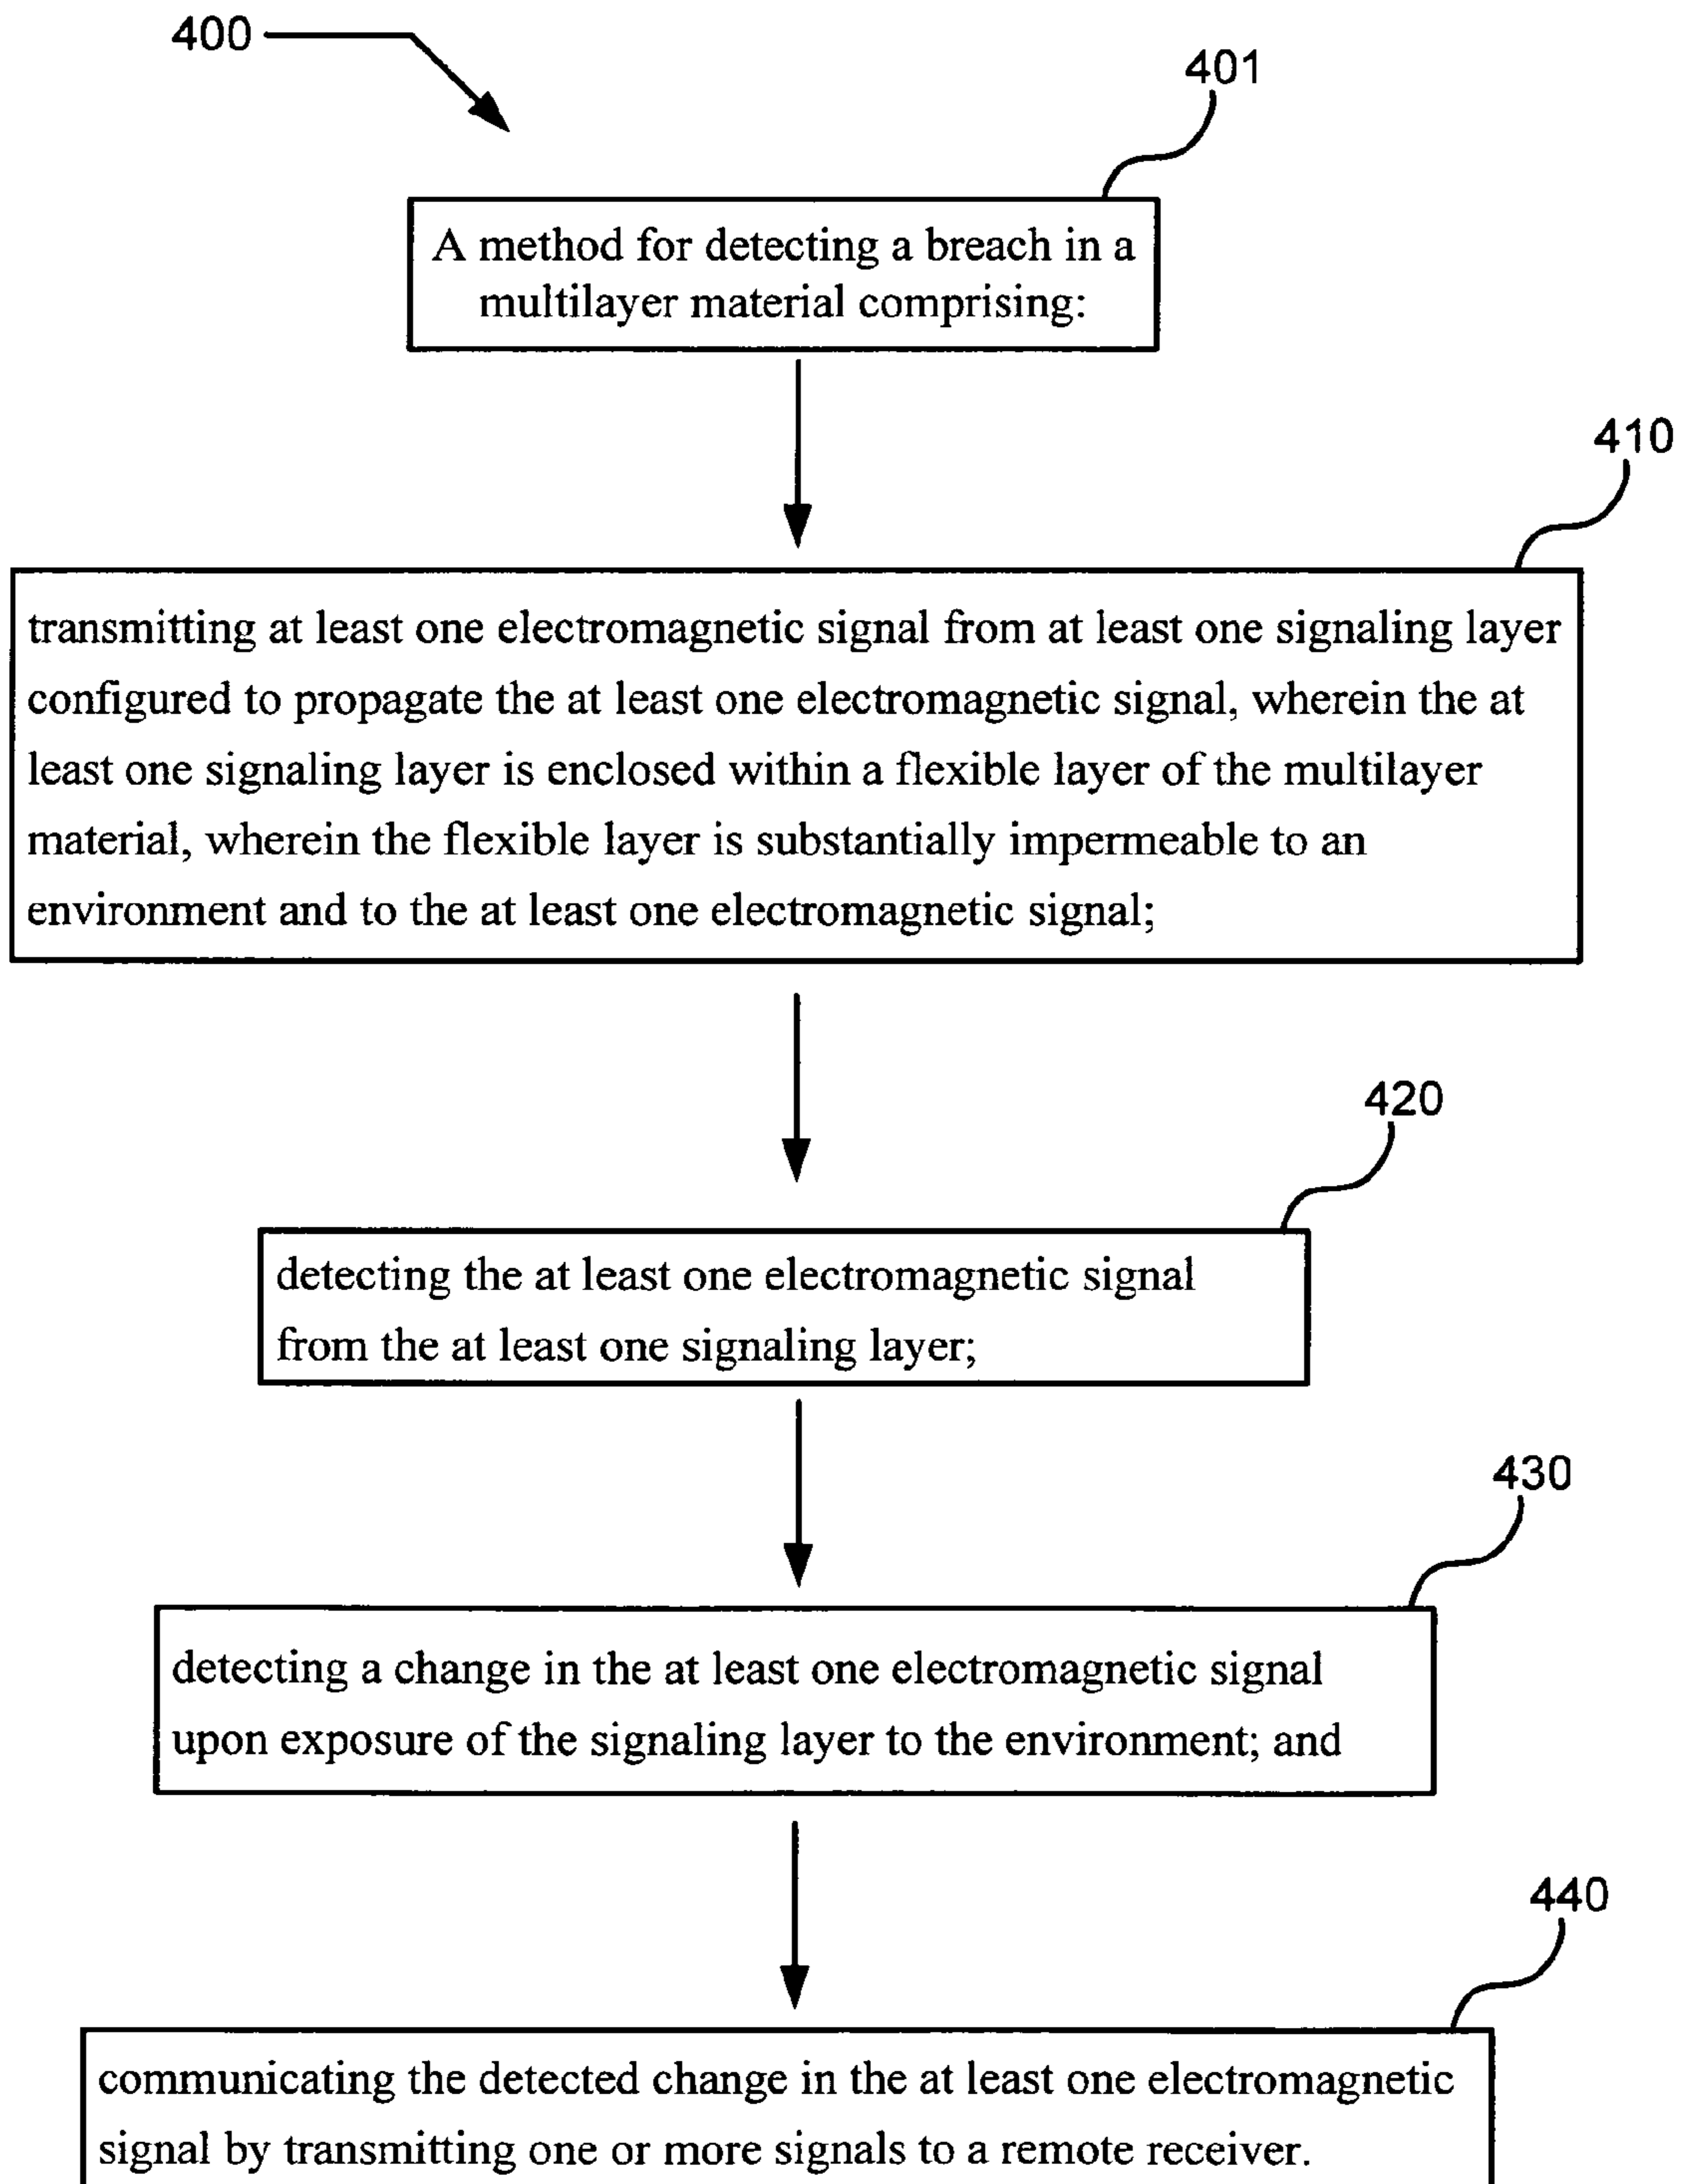 400
401
A method for detecting a breach in a
multilayer material comprising:
410
transmitting at least one electromagnetic signal from at least one signaling layer
configured to propagate the at least one electromagnetic signal, wherein the at
least one signaling layer is enclosed within a flexible layer of the multilayer
material, wherein the flexible layer is substantially impermeable to an
environment and to the at least one electromagnetic signal;
420
detecting the at least one electromagnetic signal
from the at least one signaling layer;
430
detecting a change in the at least one electromagnetic signal
upon exposure of the signaling layer to the environment; and
440
communicating the detected change in the at least one electromagnetic
signal by transmitting one or more signals to a remote receiver.